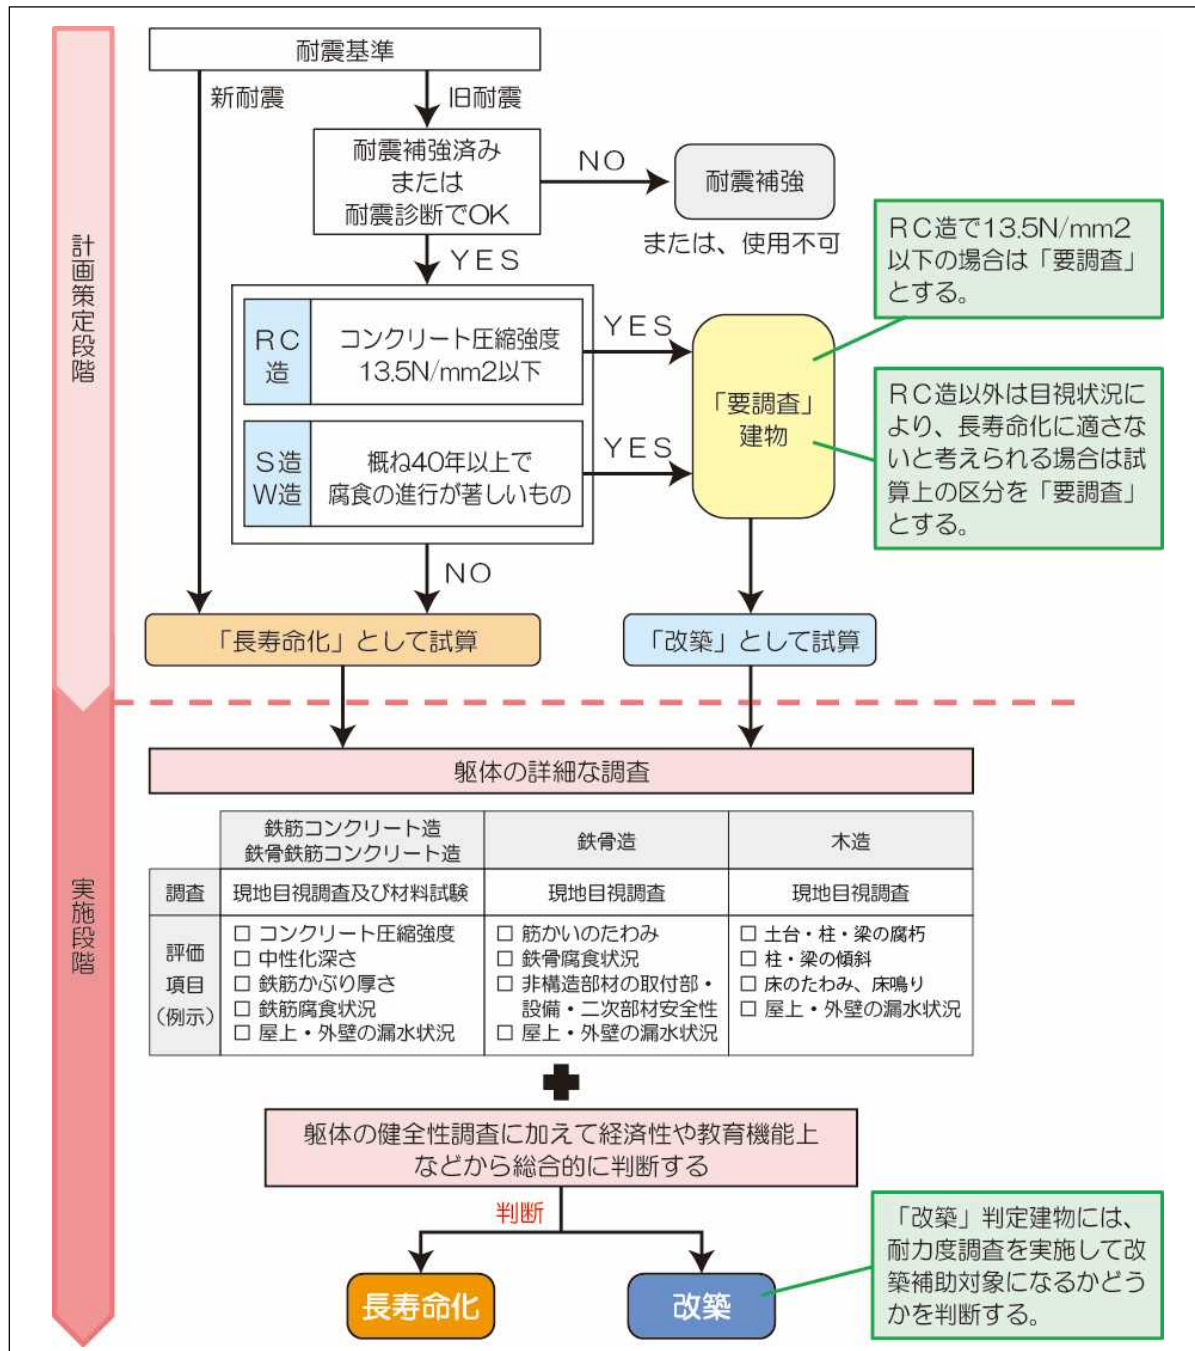 耐震基準
新耐震
旧耐震
耐震補強済み
または
耐震診断でOK
NO
耐震補強
または、使用不可
YES
RC造で13.5N/mm2
以下の場合は「要調査」
とする。
RC
造
コンクリート圧縮強度
13.5N/mm2以下
YES
S造
W造
概ね40年以上で
腐食の進行が著しいもの
YES
「要調査」
建物
RC造以外は目視状況に
より、長寿命化に適さな
いと考えられる場合は試
算上の区分を「要調査」
とする。
NO
「長寿命化」として試算
「改築」として試算
計画策定段階
実施段階
躯体の詳細な調査
鉄筋コンクリート造
鉄骨鉄筋コンクリート造
鉄骨造
木造
調査
現地目視調査及び材料試験
現地目視調査
現地目視調査
評価
項目
(例示)
□ コンクリート圧縮強度
□ 中性化深さ
□ 鉄筋かぶり厚さ
□ 鉄筋腐食状況
□ 屋上・外壁の漏水状況
□ 筋かいのたわみ
□ 鉄骨腐食状況
□ 非構造部材の取付部・
設備・二次部材安全性
□ 屋上・外壁の漏水状況
□ 土台・柱・梁の腐朽
□ 柱・梁の傾斜
□ 床のたわみ、床鳴り
□ 屋上・外壁の漏水状況
躯体の健全性調査に加えて経済性や教育機能上
などから総合的に判断する
判断
長寿命化
改築
「改築」判定建物には、
耐力度調査を実施して改
築補助対象になるかどう
かを判断する。